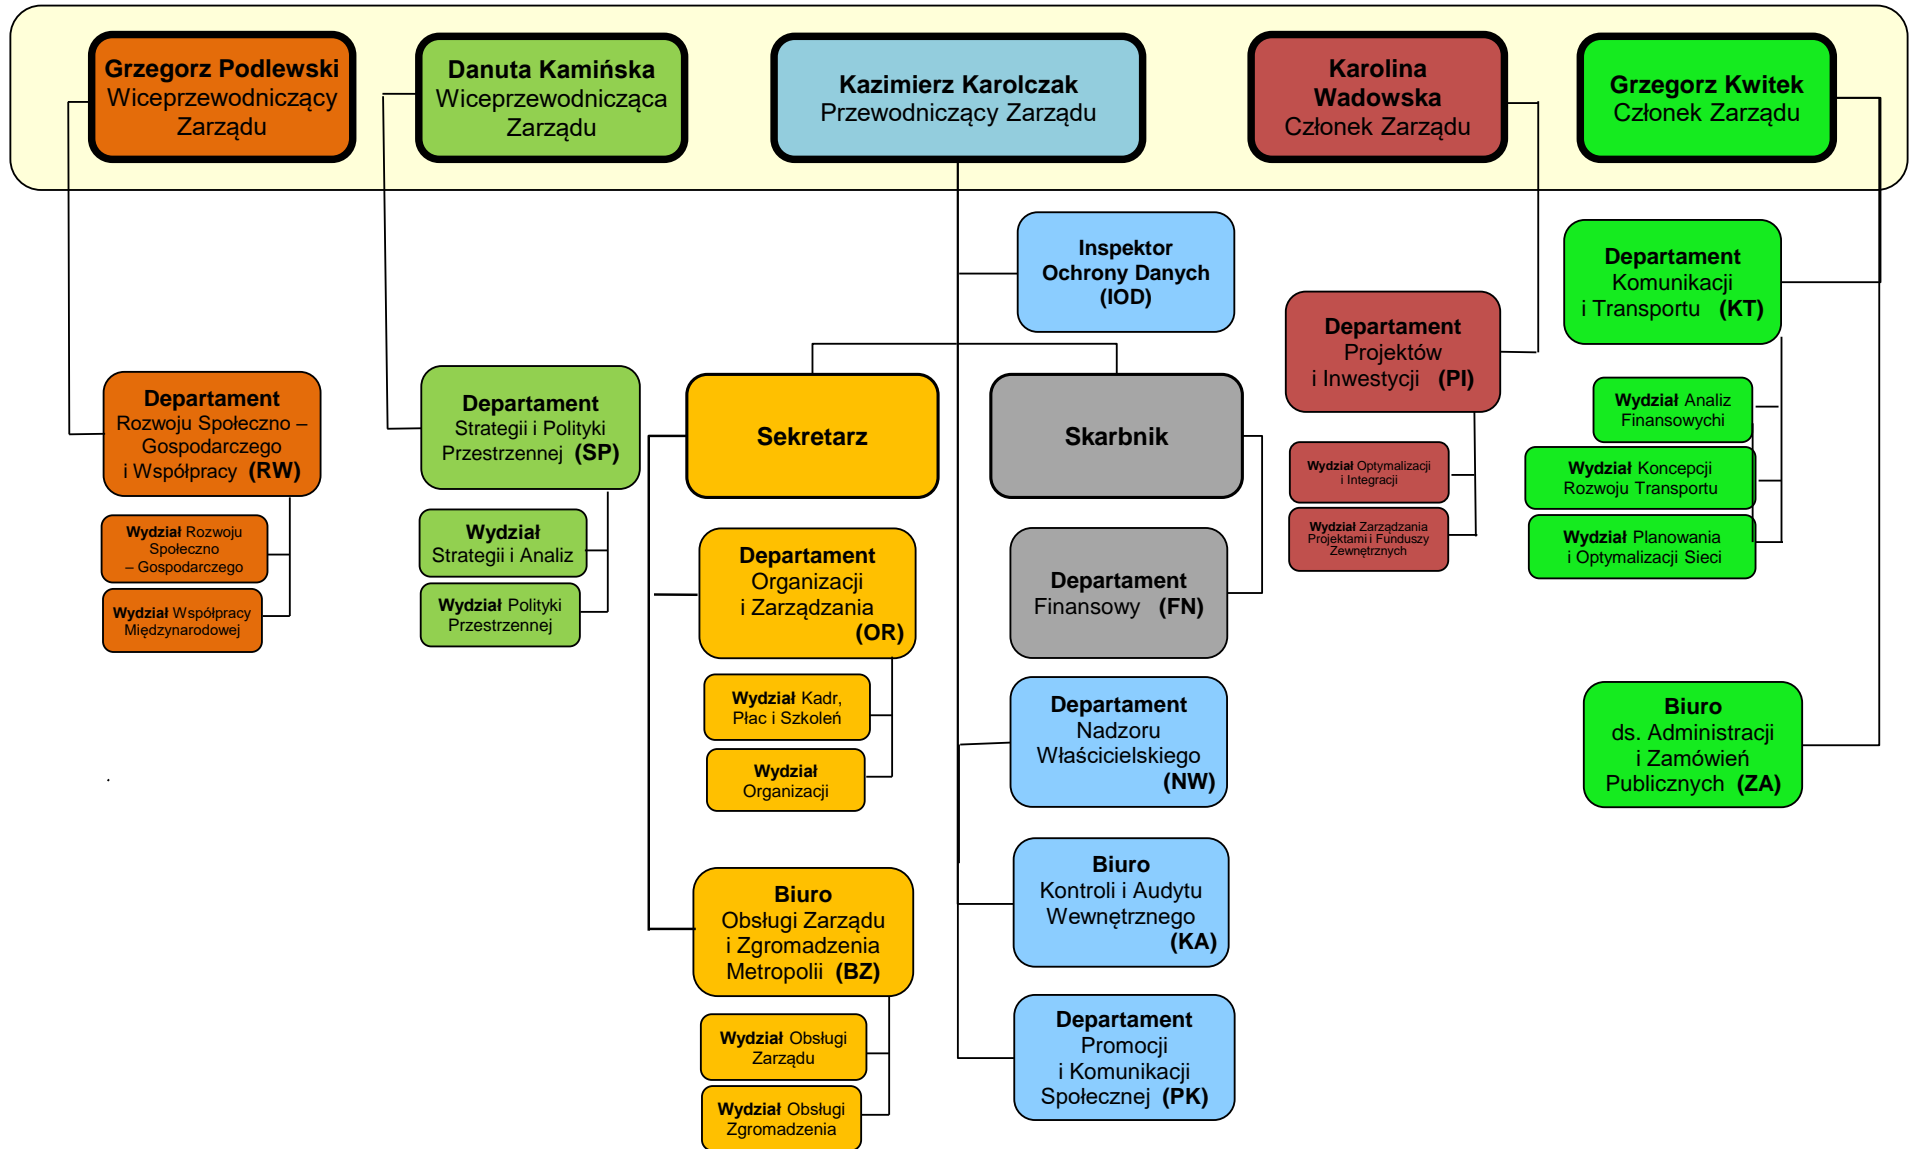 Grzegorz Podlewski
Wiceprzewodniczący
Zarządu
Danuta Kamińska
Wiceprzewodnicząca
Zarządu
Kazimierz Karolczak
Przewodniczący Zarządu
Karolina
Wadowska
Członek Zarządu
Grzegorz Kwitek
Członek Zarządu
Inspektor
Ochrony Danych
(IOD)
Departament
Komunikacji
i Transportu (KT)
Departament
Projektów
i Inwestycji (PI)
Departament
Rozwoju Społeczno –
Gospodarczego
i Współpracy (RW)
Departament
Strategii i Polityki
Przestrzennej (SP)
Sekretarz
Skarbnik
Wydział Analiz
Finansowychi
Wydział Koncepcji
Rozwoju Transportu
Wydział Planowania
i Optymalizacji Sieci
Wydział Optymalizacji
i Integracji
Wydział Zarządzania
Projektami i Funduszy
Zewnętrznych
Wydział Rozwoju
Społeczno
– Gospodarczego
Wydział Współpracy
Międzynarodowej
Wydział
Strategii i Analiz
Wydział Polityki
Przestrzennej
Departament
Organizacji
i Zarządzania
(OR)
Departament
Finansowy (FN)
Wydział Kadr,
Płac i Szkoleń
Wydział
Organizacji
Departament
Nadzoru
Właścicielskiego
(NW)
Biuro
ds. Administracji
i Zamówień
Publicznych (ZA)
Biuro
Obsługi Zarządu
i Zgromadzenia
Metropolii (BZ)
Biuro
Kontroli i Audytu
Wewnętrznego
(KA)
Wydział Obsługi
Zarządu
Wydział Obsługi
Zgromadzenia
Departament
Promocji
i Komunikacji
Społecznej (PK)